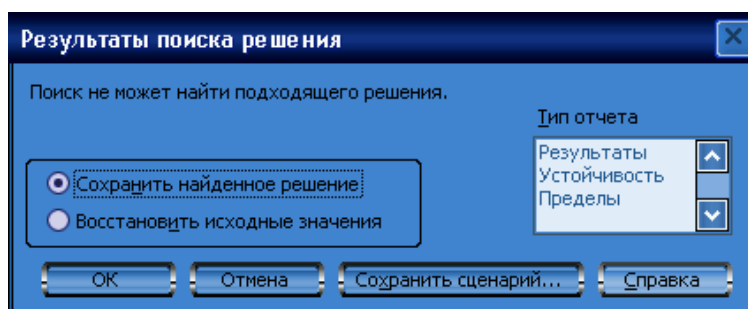 Результаты поиска решения
Поиск не может найти подходящего решения.
Тип отчета
Результаты
Устойчивость
Пределы
Сохранить найденное решение
Восстановить исходные значения
ОК
Отмена
Сохранить сценарий...
Справка